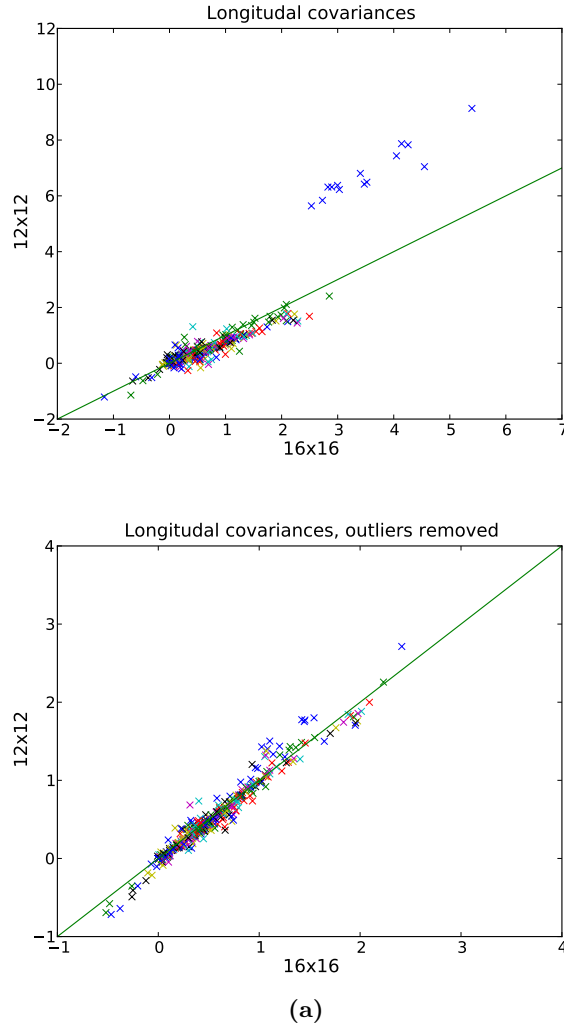 Longitudal covariances
12
10
8
6
4
2
0
−2
12x12
−2 −1 0 1 2 3 4 5 6 7
16x16
Longitudal covariances, outliers removed
4
3
2
1
0
−1
12x12
−1 0 1 2 3 4
16x16
(a)